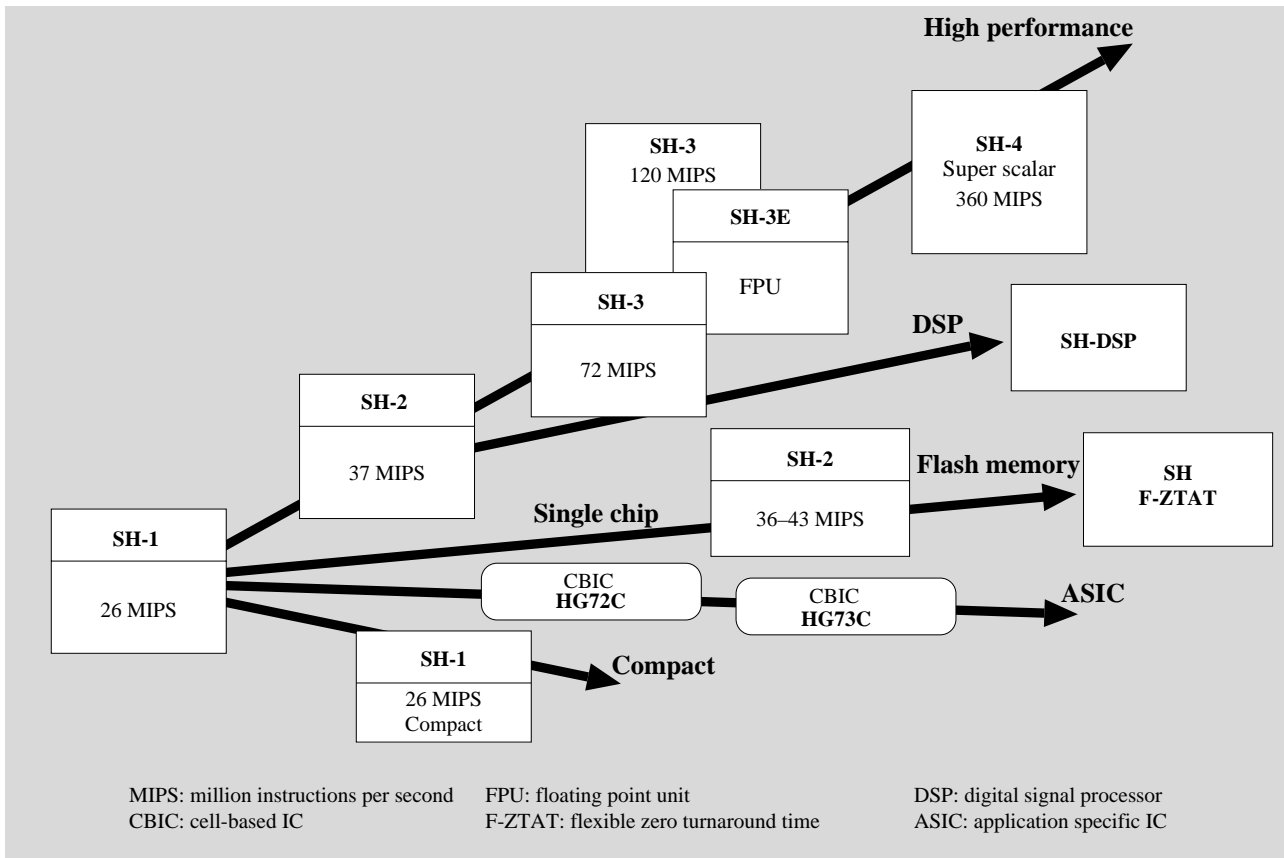 High performance
SH-4
Super scalar
360 MIPS
SH-3
120 MIPS
SH-3E
FPU
SH-3
72 MIPS
DSP
SH-DSP
SH-2
37 MIPS
SH-2
36–43 MIPS
Flash memory
SH
F-ZTAT
Single chip
SH-1
26 MIPS
CBIC
HG72C
CBIC
HG73C
ASIC
SH-1
26 MIPS
Compact
Compact
MIPS: million instructions per second
FPU: floating point unit
DSP: digital signal processor
CBIC: cell-based IC
F-ZTAT: flexible zero turnaround time
ASIC: application specific IC